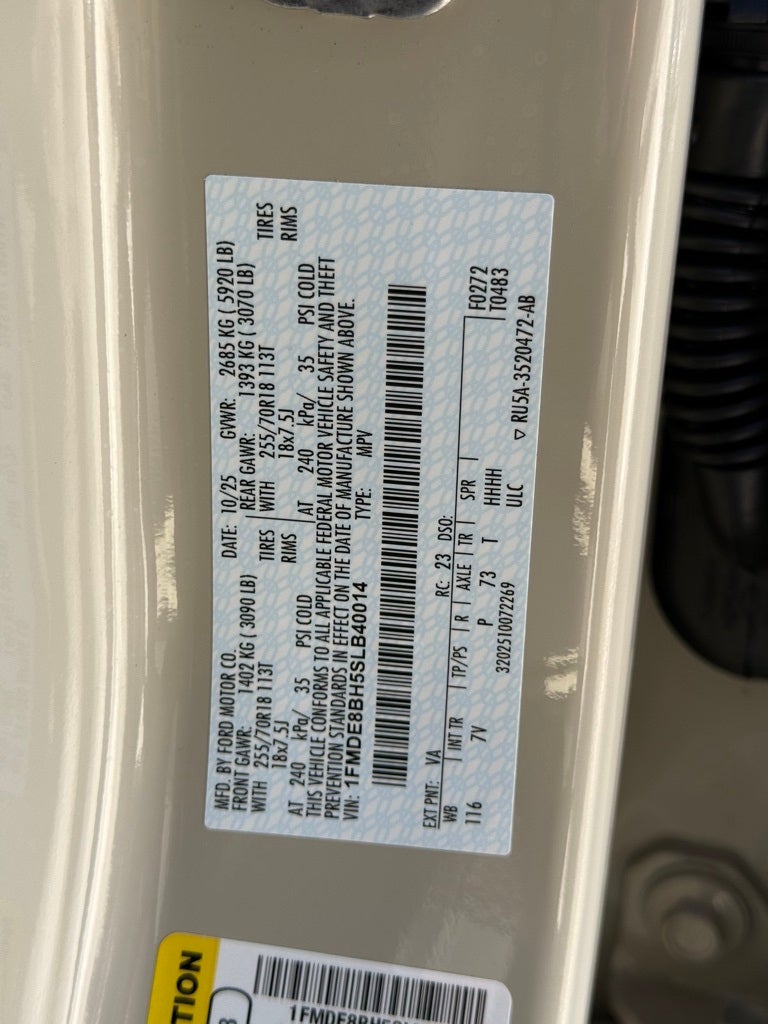 MFD. BY FORD MOTOR CO. DATE: 10/25 GVWR: 2685 KG ( 5920 LB)
FRONT GAWR: 1402 KG ( 3090 LB) REAR GAWR: 1393 KG ( 3070 LB)
WITH 255/70R18 113T TIRES WITH 255/70R18 113T TIRES
18x7.5J RIMS 18x7.5J RIMS
AT 240 kPa/ 35 PSI COLD AT 240 kPa/ 35 PSI COLD
THIS VEHICLE CONFORMS TO ALL APPLICABLE FEDERAL MOTOR VEHICLE SAFETY AND THEFT
PREVENTION STANDARDS IN EFFECT ON THE DATE OF MANUFACTURE SHOWN ABOVE.
VIN: 1FMDE8BH5SLB40014 TYPE: MPV
EXT PNT: VA RC: 23 DSO: F0272
WB INT TR TP/PS R AXLE TR SPR T0483
116 7V P 73 T HHHH
3202510072269 ULC RU5A-3520472-AB
TION
1FMDE8BH5S